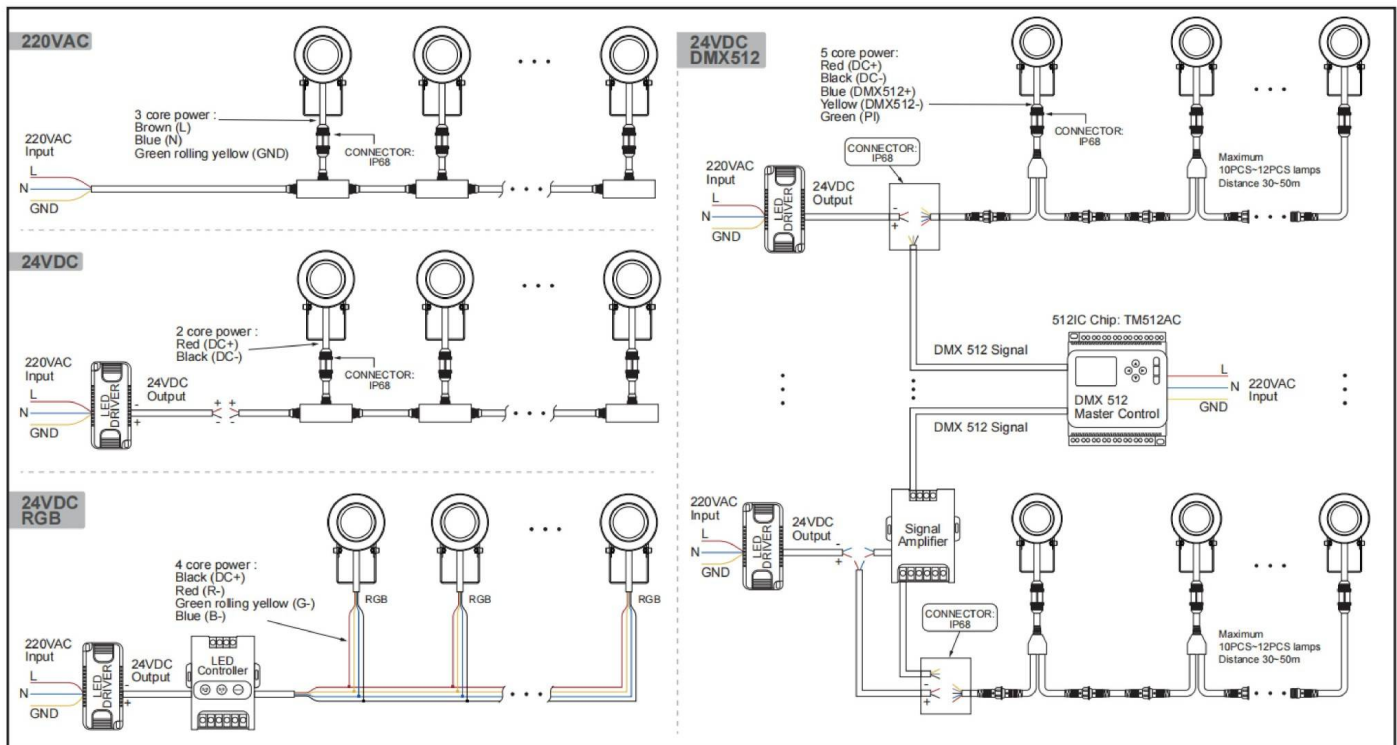 220VAC
3 core power :
Brown (L)
Blue (N)
Green rolling yellow (GND)
CONNECTOR:
IP68
220VAC
Input
L
N
GND
24VDC
2 core power :
Red (DC+)
Black (DC-)
CONNECTOR:
IP68
220VAC
Input
L
N
GND
LED
DRIVER
-
+
24VDC
Output
+ +
- -
24VDC
RGB
4 core power :
Black (DC+)
Red (R-)
Green rolling yellow (G-)
Blue (B-)
RGB
RGB
RGB
220VAC
Input
L
N
GND
LED
DRIVER
-
+
24VDC
Output
LED
Controller
24VDC
DMX512
5 core power:
Red (DC+)
Black (DC-)
Blue (DMX512+)
Yellow (DMX512-)
Green (PI)
CONNECTOR:
IP68
CONNECTOR:
IP68
Maximum
10PCS~12PCS lamps
Distance 30~50m
220VAC
Input
L
N
GND
LED
DRIVER
24VDC
Output
-
+
512IC Chip: TM512AC
DMX 512 Signal
DMX 512
Master Control
L
N
GND
220VAC
Input
DMX 512 Signal
220VAC
Input
L
N
GND
LED
DRIVER
24VDC
Output
-
+
Signal
Amplifier
CONNECTOR:
IP68
-
+
Maximum
10PCS~12PCS lamps
Distance 30~50m